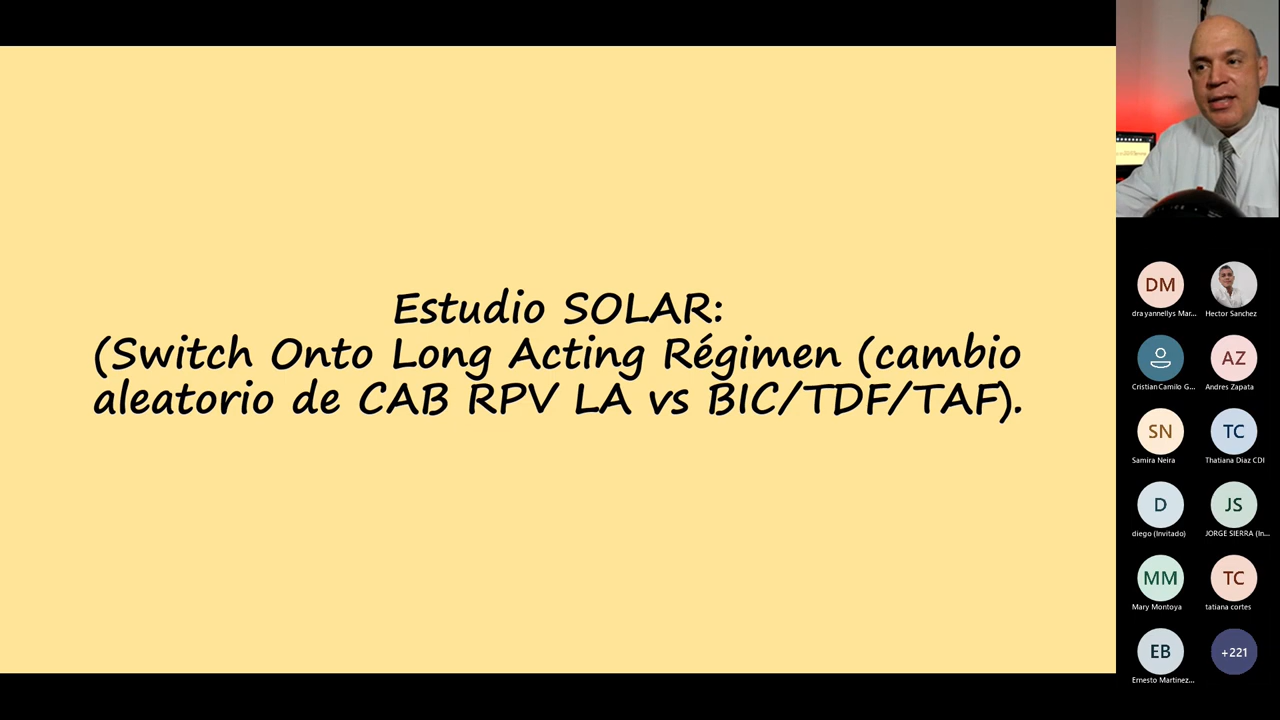 Estudio SOLAR:
(Switch Onto Long Acting Régimen (cambio
aleatorio de CAB RPV LA vs BIC/TDF/TAF).
DM
dra yannellys Mar...
Hector Sanchez
Cristian Camilo G...
AZ
Andres Zapata
SN
Samira Neira
TC
Thatiana Diaz CDI
D
diego (Invitado)
JS
JORGE SIERRA (In...
MM
Mary Montoya
TC
tatiana cortes
EB
Ernesto Martinez...
+221